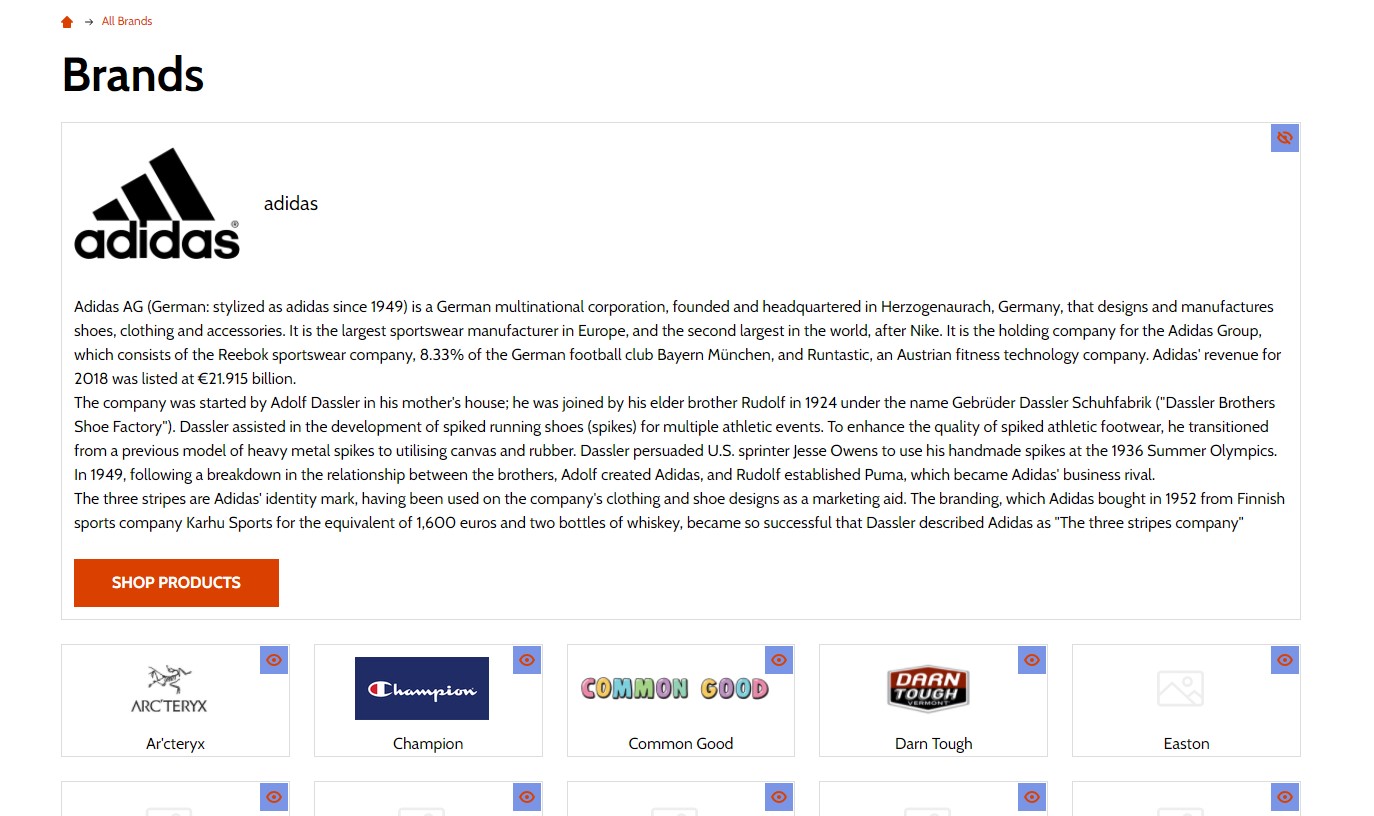 All Brands
Brands
adidas
adidas
®
Adidas AG (German: stylized as adidas since 1949) is a German multinational corporation, founded and headquartered in Herzogenaurach, Germany, that designs and manufactures
shoes, clothing and accessories. It is the largest sportswear manufacturer in Europe, and the second largest in the world, after Nike. It is the holding company for the Adidas Group,
which consists of the Reebok sportswear company, 8.33% of the German football club Bayern München, and Runtastic, an Austrian fitness technology company. Adidas' revenue for
2018 was listed at €21.915 billion.
The company was started by Adolf Dassler in his mother's house; he was joined by his elder brother Rudolf in 1924 under the name Gebrüder Dassler Schuhfabrik ("Dassler Brothers
Shoe Factory"). Dassler assisted in the development of spiked running shoes (spikes) for multiple athletic events. To enhance the quality of spiked athletic footwear, he transitioned
from a previous model of heavy metal spikes to utilising canvas and rubber. Dassler persuaded U.S. sprinter Jesse Owens to use his handmade spikes at the 1936 Summer Olympics.
In 1949, following a breakdown in the relationship between the brothers, Adolf created Adidas, and Rudolf established Puma, which became Adidas' business rival.
The three stripes are Adidas' identity mark, having been used on the company's clothing and shoe designs as a marketing aid. The branding, which Adidas bought in 1952 from Finnish
sports company Karhu Sports for the equivalent of 1,600 euros and two bottles of whiskey, became so successful that Dassler described Adidas as "The three stripes company"
SHOP PRODUCTS
ARC'TERYX
Champion
COMMON GOOD
DARN
TOUGH
VERMONT
Ar'cteryx
Champion
Common Good
Darn Tough
Easton